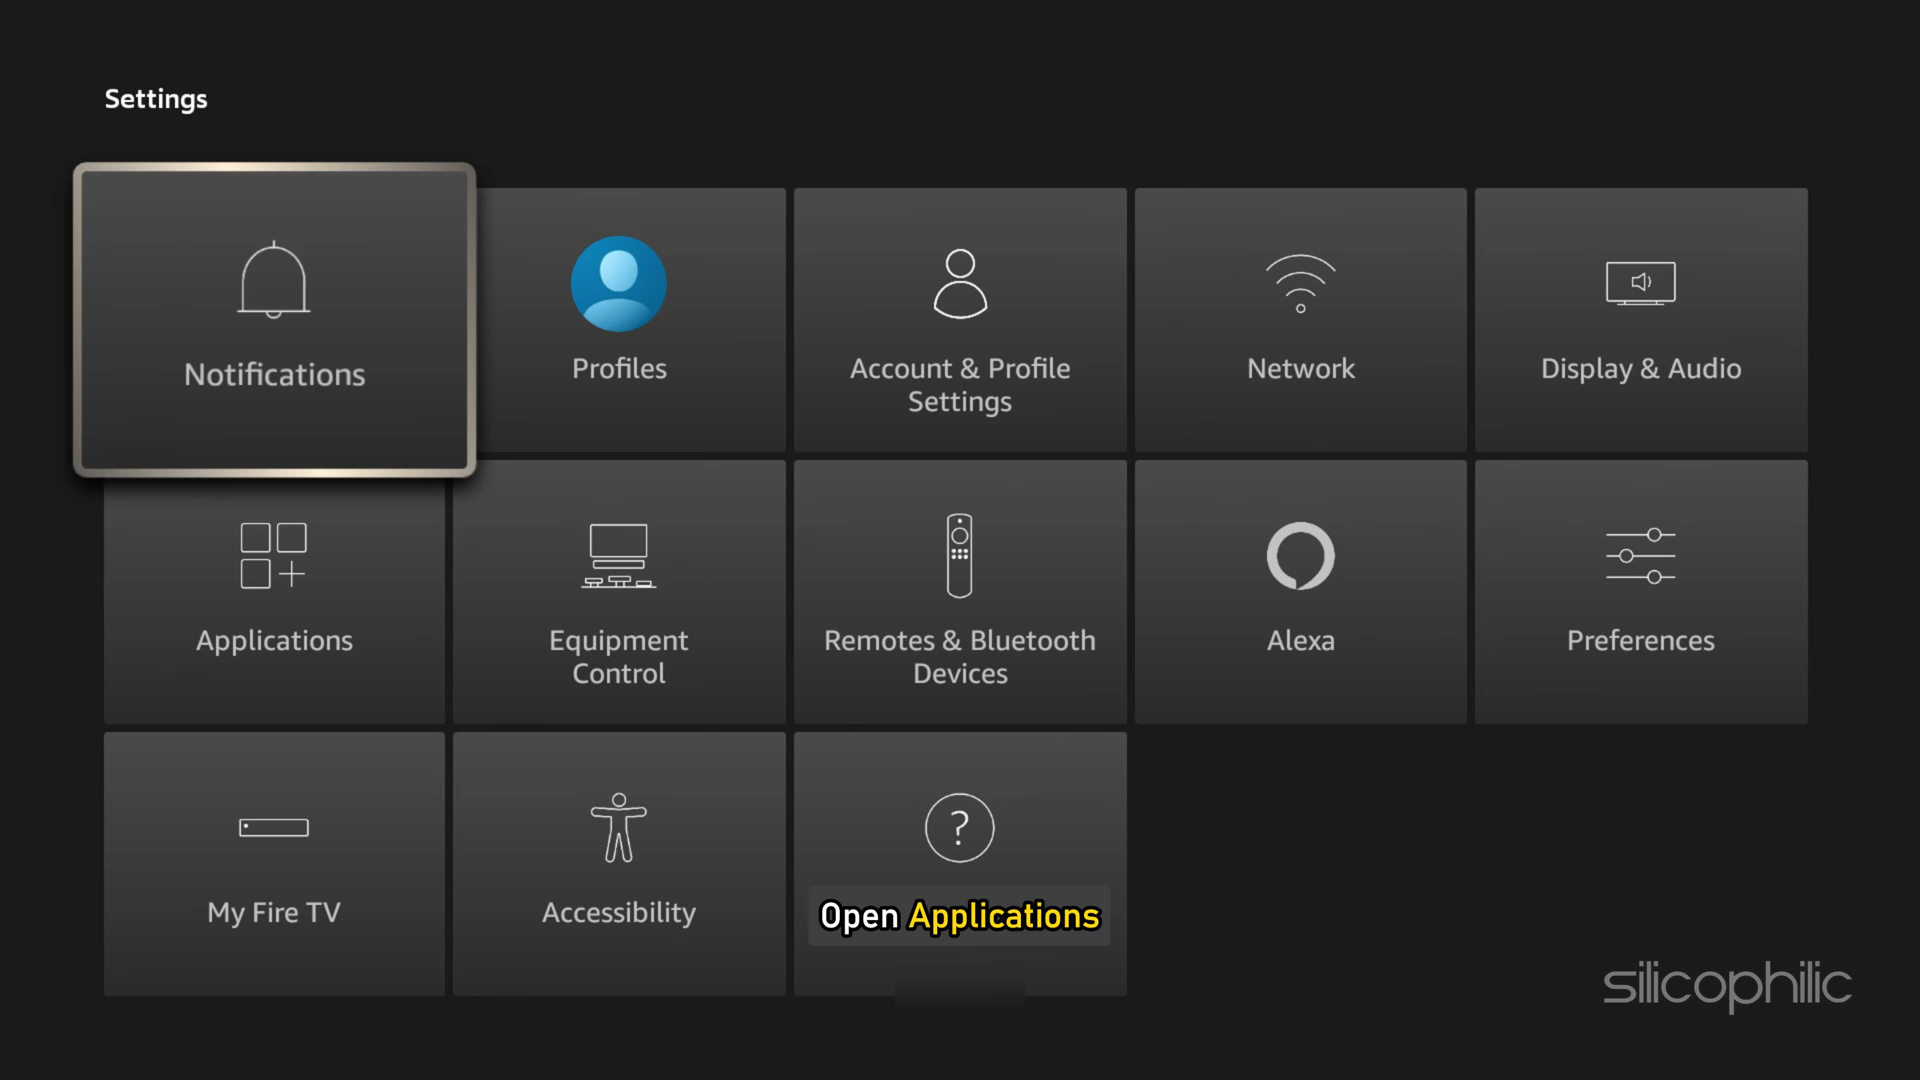 Settings
Notifications
Profiles
Account & Profile
Settings
Network
Display & Audio
Applications
Equipment
Control
Remotes & Bluetooth
Devices
Alexa
Preferences
My Fire TV
Accessibility
?
Open Applications
silicophilic